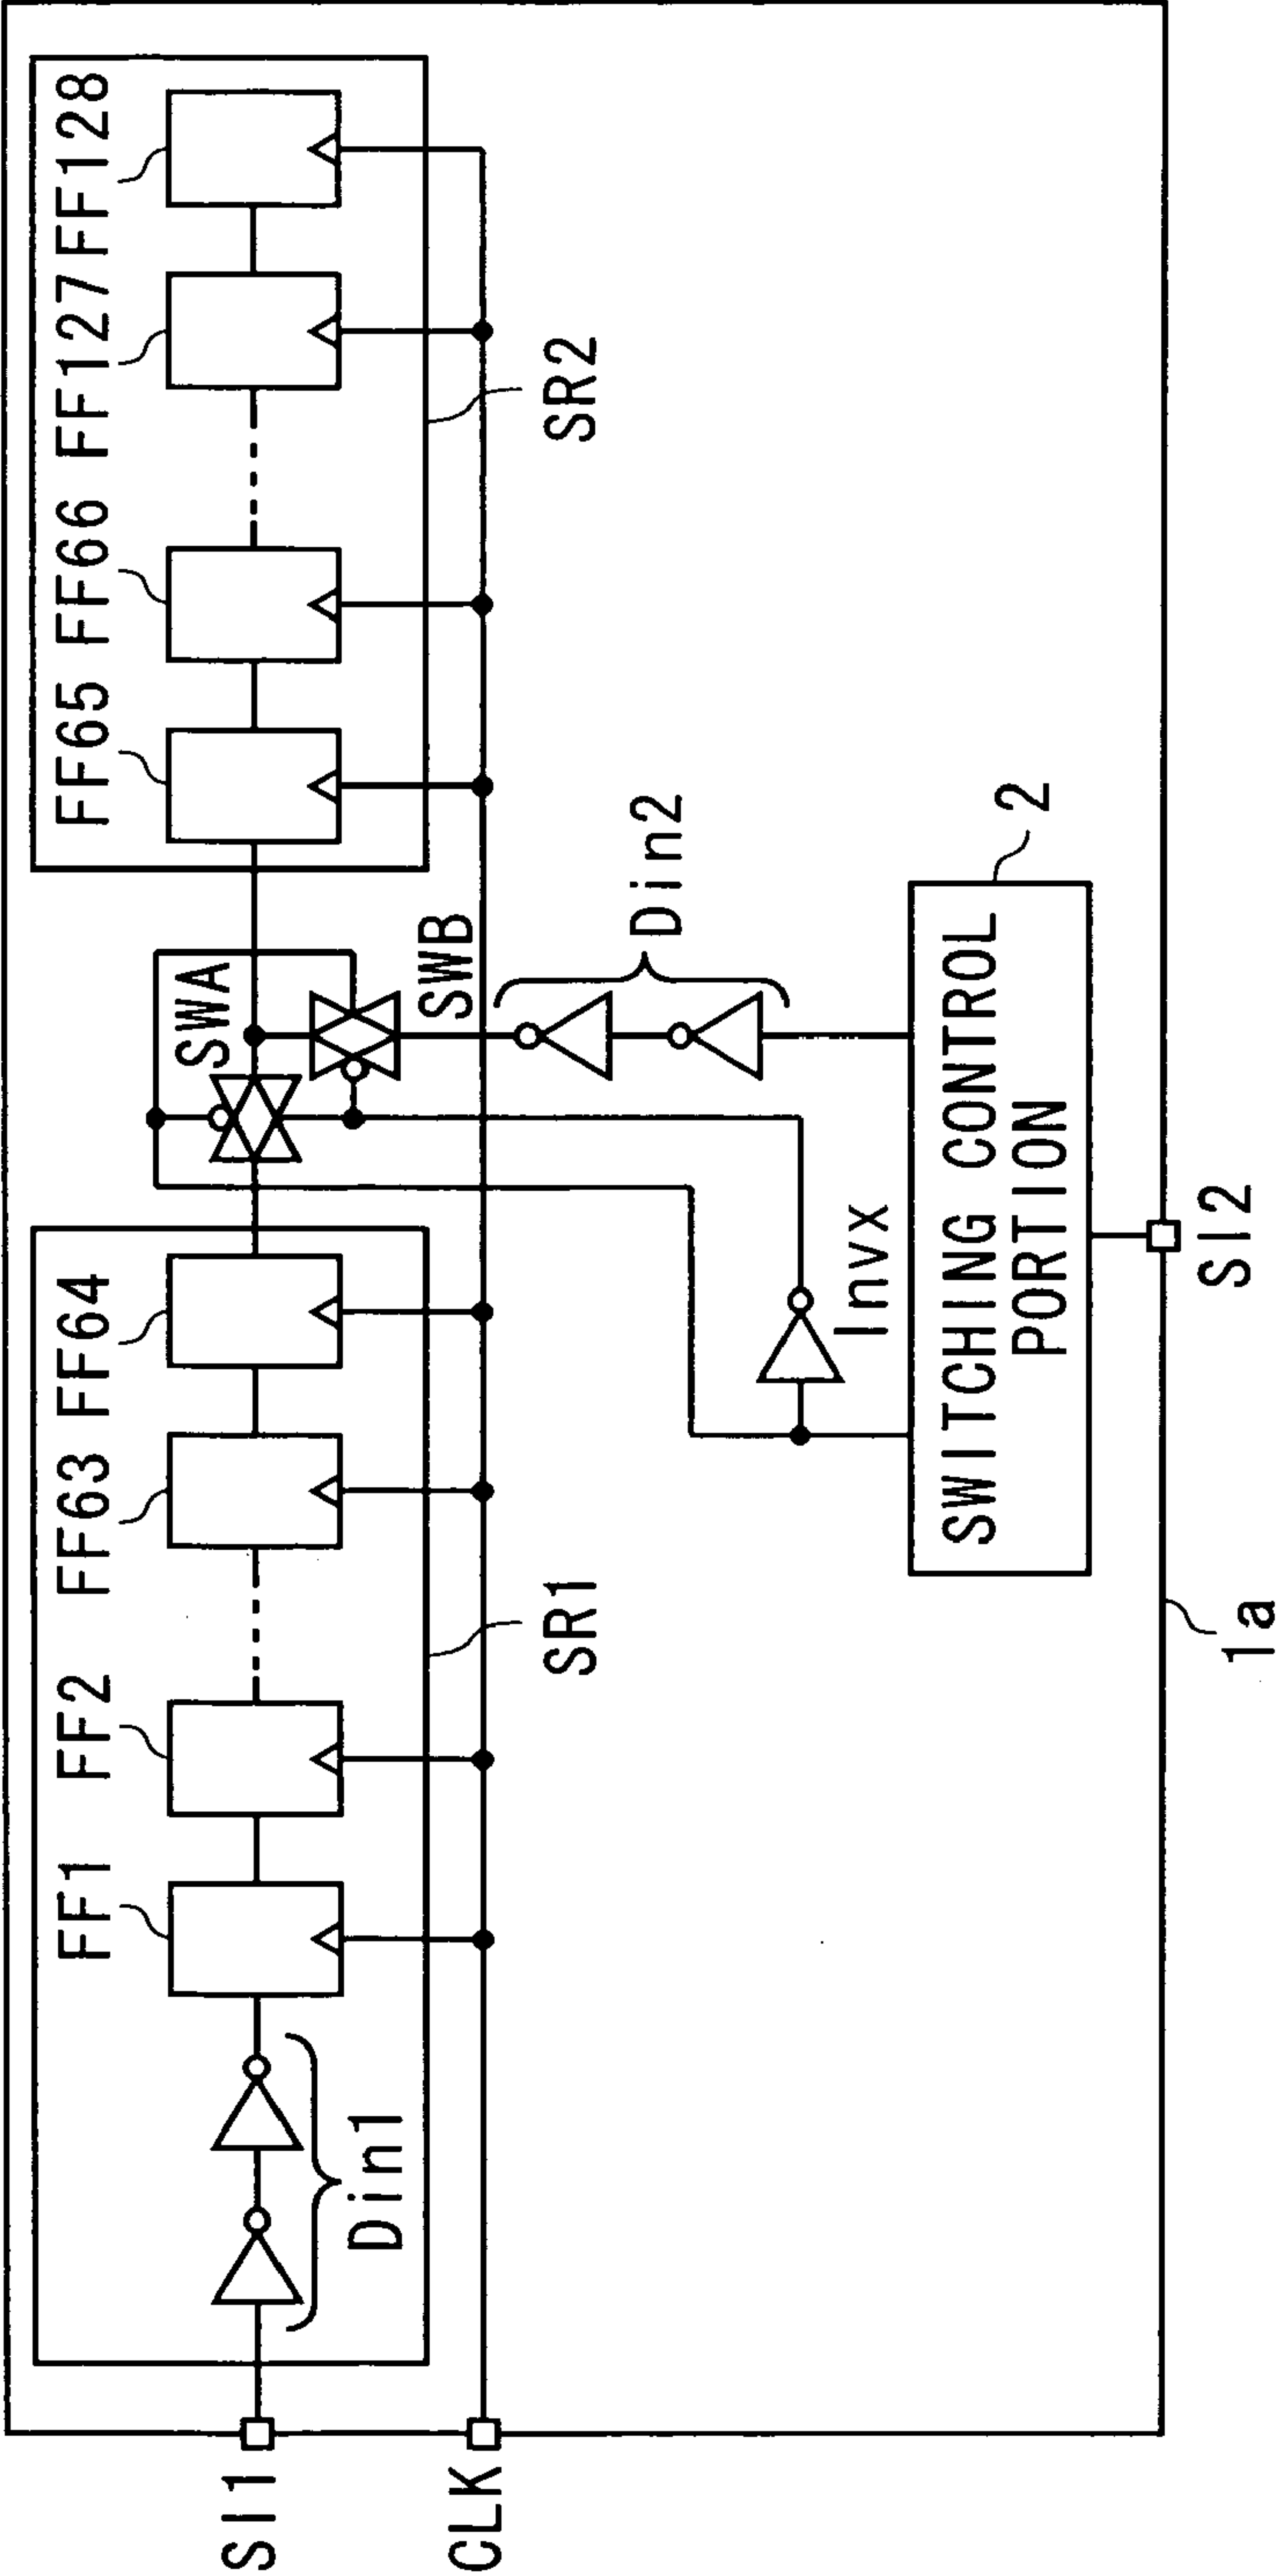 FF1
FF2
FF63
FF64
FF65
FF66
FF127
FF128
SWA
SWB
Din1
SR1
SR2
Din2
Invx
SI1
CLK
SWITCHING CONTROL
PORTION
2
SI2
1a